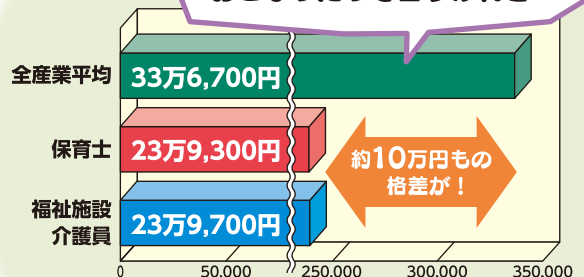 全産業平均
33万6,700円
保育士
23万9,300円
約10万円もの
格差が！
福祉施設
介護員
23万9,700円
0 50,000 250,000 300,000 350,000